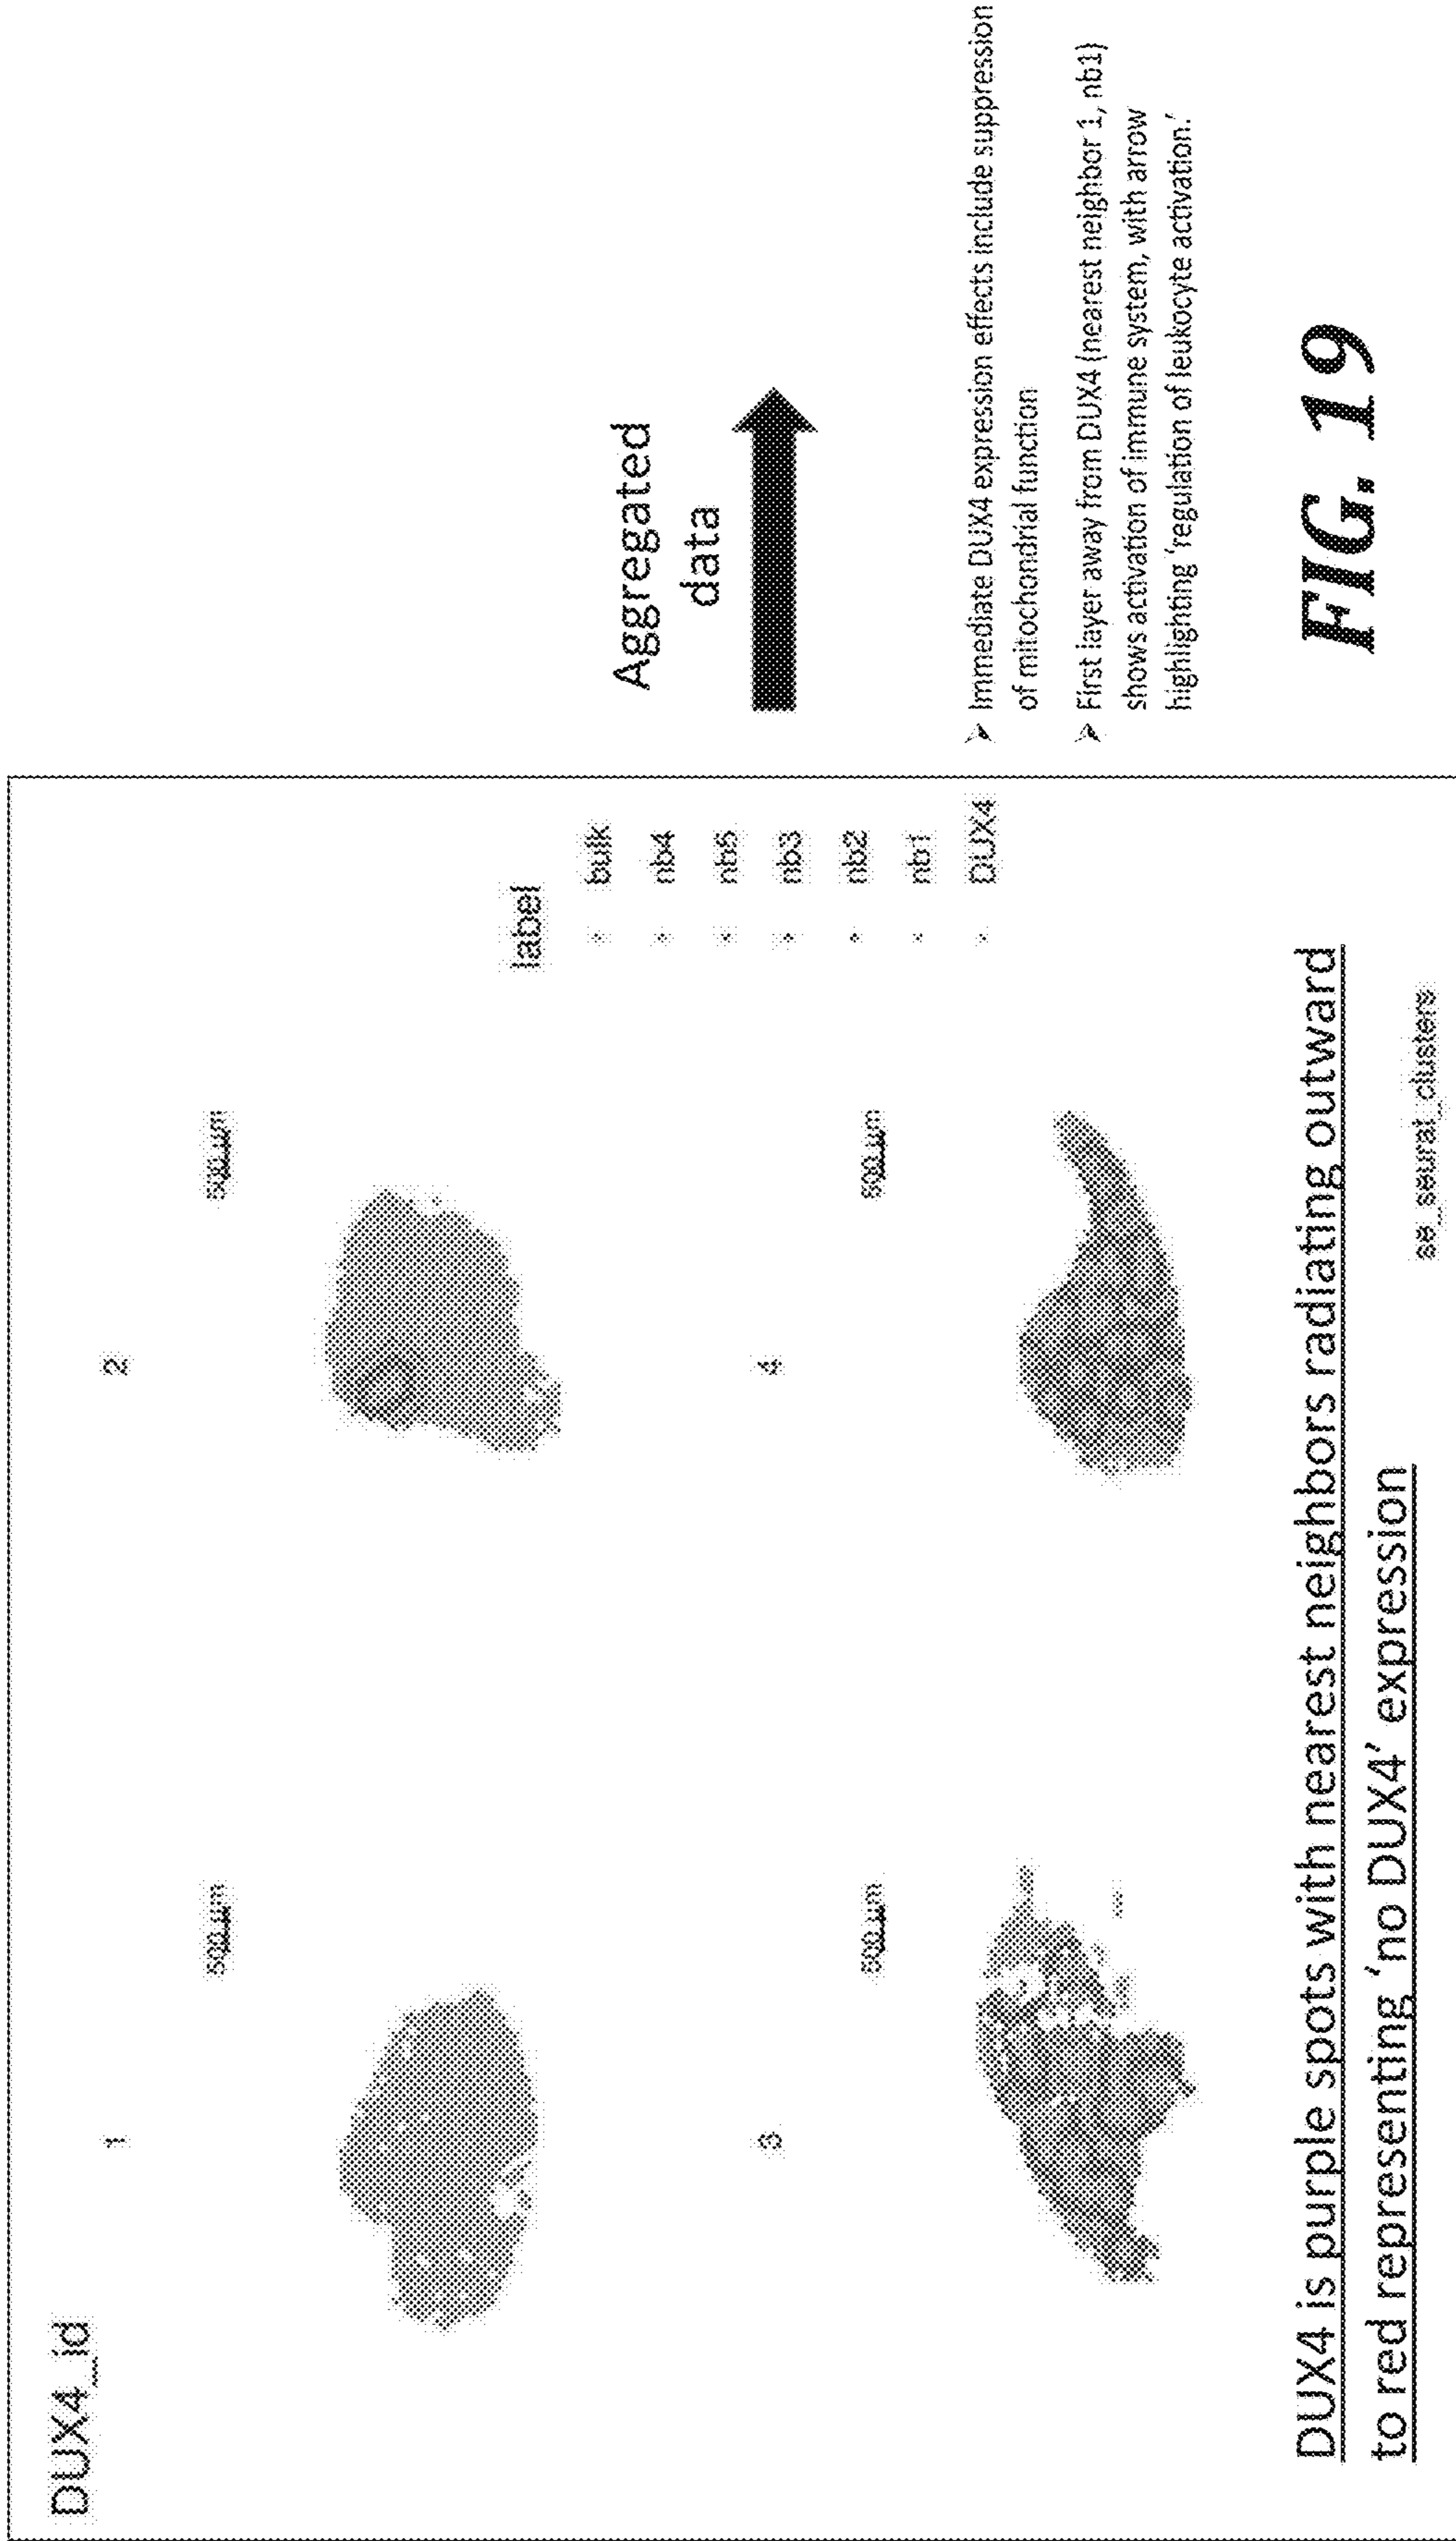 DUX4_id
1
2
500 µm
500 µm
label
bulk
nb4
nb5
nb3
nb2
nb1
DUX4
3
4
500 µm
500 µm
DUX4 is purple spots with nearest neighbors radiating outward
to red representing ‘no DUX4’ expression
se_seurat_clusters
Aggregated
data
➤ Immediate DUX4 expression effects include suppression
of mitochondrial function
➤ First layer away from DUX4 (nearest neighbor 1, nb1)
shows activation of immune system, with arrow
highlighting ‘regulation of leukocyte activation.’
FIG. 19